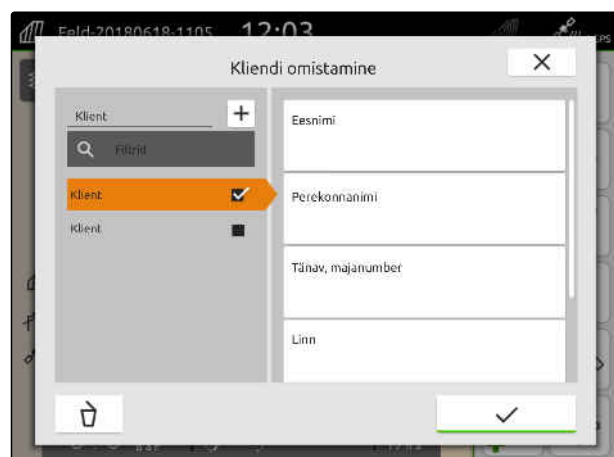 Feld-20180618-1105 12:03
Kliendi omistamine
Klient
Filtrid
Klient
Klient
Eesnimi
Perekonnanimi
Tänav, majanumber
Linn